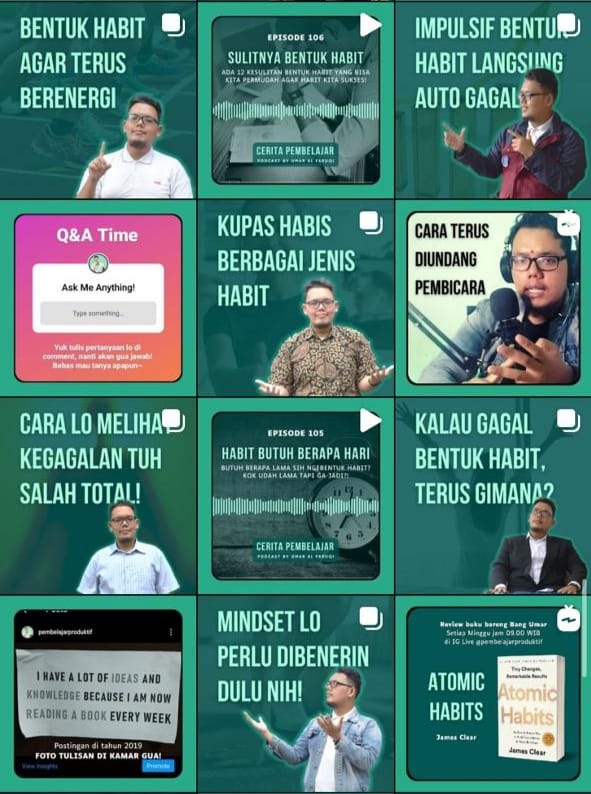 BENTUK HABIT
AGAR TERUS
BERENERGI
EPISODE 106
SULITNYA BENTUK HABIT
ADA 12 KESULITAN BENTUK HABIT YANG BISA
KITA PERMUDAH AGAR HABIT KITA SUKSES!
CERITA PEMBELAJAR
PODCAST BY UMAR AL FARUQI
IMPULSIF BENTUK
HABIT LANGSUNG
AUTO GAGAL
Q&A Time
Ask Me Anything!
Type something...
Yuk tulis pertanyaan lo di
comment, nanti akan gua jawab!
Bebas mau tanya apapun~
KUPAS HABIS
BERBAGAI JENIS
HABIT
CARA TERUS
DIUNDANG
PEMBICARA
CARA LO MELIHAT
KEGAGALAN TUH
SALAH TOTAL!
EPISODE 105
HABIT BUTUH BERAPA HARI
BUTUH BERAPA LAMA SIH NGEBENTUK HABIT?
KOK UDAH LAMA TAPI GA JADI?!
CERITA PEMBELAJAR
PODCAST BY UMAR AL FARUQI
KALAU GAGAL
BENTUK HABIT,
TERUS GIMANA?
pembelajarproduktif
I HAVE A LOT OF IDEAS AND
KNOWLEDGE BECAUSE I AM NOW
READING A BOOK EVERY WEEK
Postingan di tahun 2019
FOTO TULISAN DI KAMAR GUA!
View Insights
Promote
MINDSET LO
PERLU DIBENERIN
DULU NIH!
Review buku bareng Bang Umar
Setiap Minggu jam 09.00 WIB
di IG Live @pembelajarproduktif
ATOMIC
HABITS
James Clear
Tiny Changes,
Remarkable Results
Atomic
Habits
James Clear